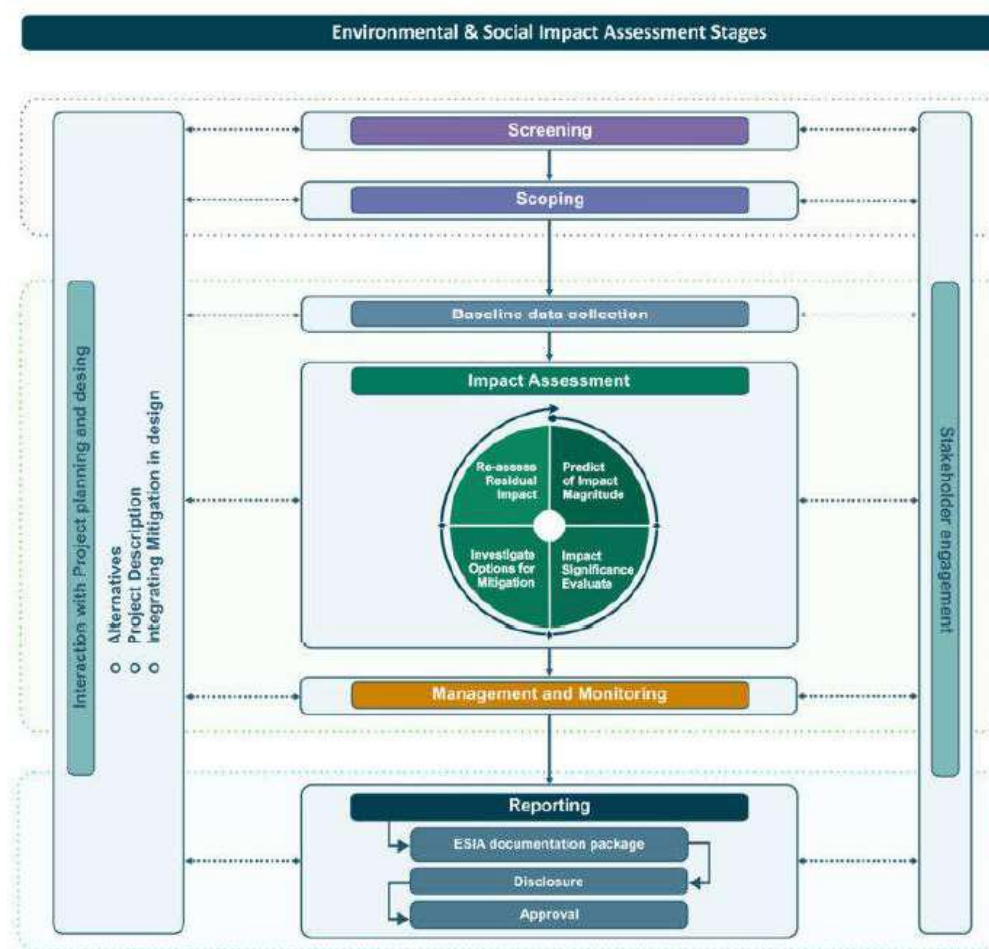 Environmental & Social Impact Assessment Stages
Screening
Scoping
Baseline data collection
Impact Assessment
Re-assess
Residual
Impact
Predict
of Impact
Magnitude
Investigate
Options for
Mitigation
Impact
Significance
Evaluate
Management and Monitoring
Reporting
ESIA documentation package
Disclosure
Approval
Interaction with Project planning and desing
Alternatives
Project Description
Integrating Mitigation in design
Stakeholder engagement